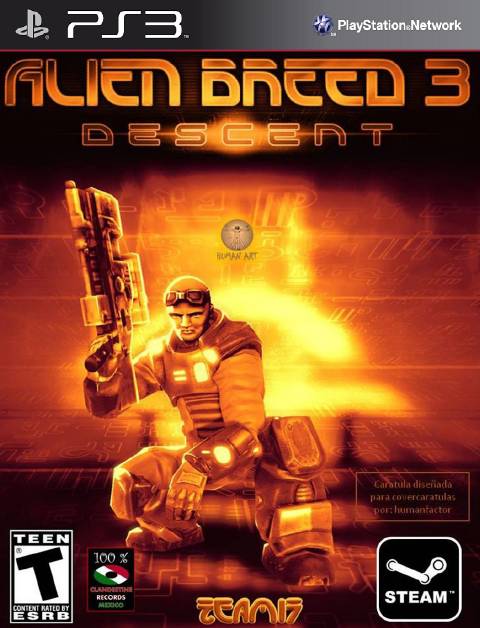 PS3
PlayStation®Network
ALIEN BREED 3
DESCENT
HUMAN ART
Caratula diseñada
para covercaratulas
por: humanfactor
TEEN
T
CONTENT RATED BY
ESRB
100 %
CLANDESTINE
RECORDS
MEXICO
TEAM17
STEAM™